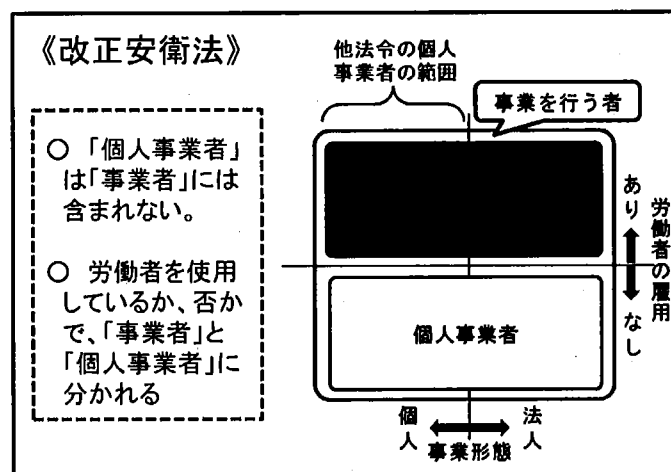 《改正安衛法》
○ 「個人事業者」
は「事業者」には
含まれない。
○ 労働者を使用
しているか、否か
で、「事業者」と
「個人事業者」に
分かれる
他法令の個人
事業者の範囲
事業を行う者
個人事業者
あり
なし
労働者の雇用
個人
法人
事業形態